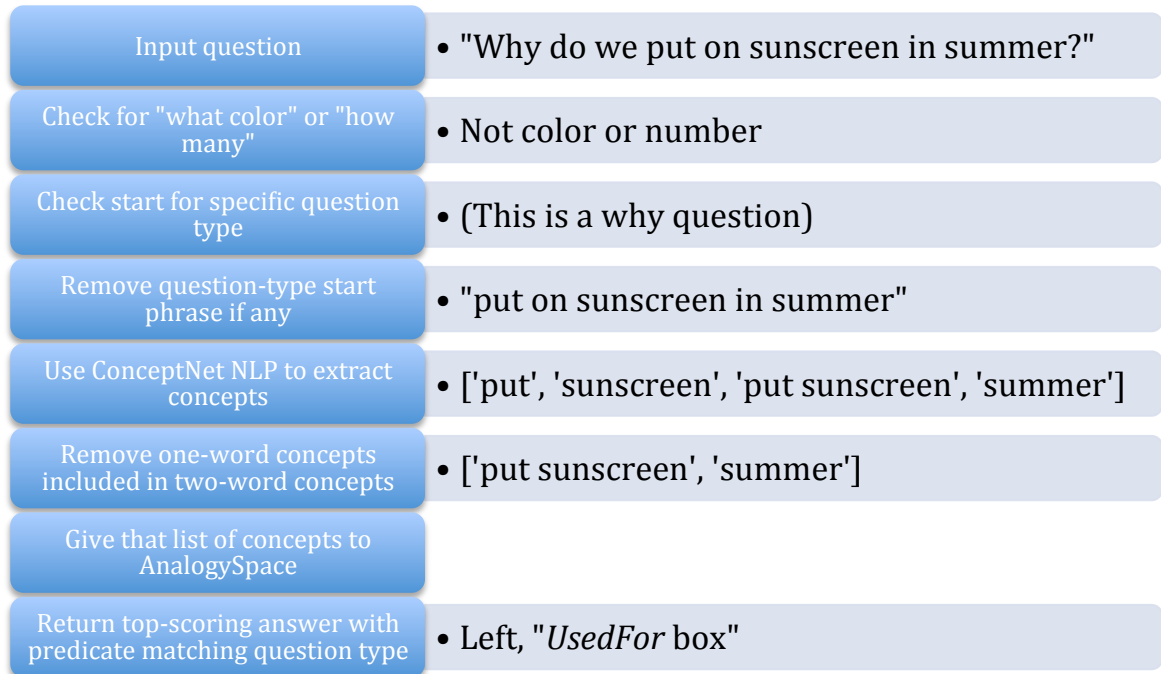 Input question
• "Why do we put on sunscreen in summer?"
Check for "what color" or "how
many"
• Not color or number
Check start for specific question
type
• (This is a why question)
Remove question-type start
phrase if any
• "put on sunscreen in summer"
Use ConceptNet NLP to extract
concepts
• ['put', 'sunscreen', 'put sunscreen', 'summer']
Remove one-word concepts
included in two-word concepts
• ['put sunscreen', 'summer']
Give that list of concepts to
AnalogySpace
Return top-scoring answer with
predicate matching question type
• Left, "UsedFor box"